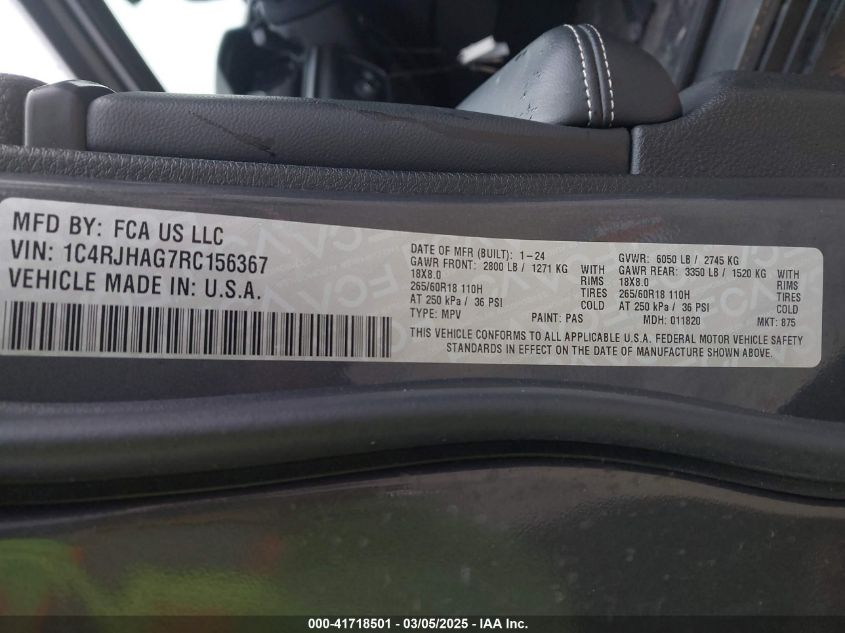 MFD BY: FCA US LLC
VIN: 1C4RJHAG7RC156367
VEHICLE MADE IN: U.S.A.
DATE OF MFR (BUILT): 1-24 GVWR: 6050 LB / 2745 KG
GAWR FRONT: 2800 LB / 1271 KG WITH GAWR REAR: 3350 LB / 1520 KG WITH
18X8.0 RIMS 18X8.0 RIMS
265/60R18 110H TIRES 265/60R18 110H TIRES
AT 250 kPa / 36 PSI COLD AT 250 kPa / 36 PSI COLD
TYPE: MPV PAINT: PAS MDH: 011820 MKT: 875
THIS VEHICLE CONFORMS TO ALL APPLICABLE U.S.A. FEDERAL MOTOR VEHICLE SAFETY
STANDARDS IN EFFECT ON THE DATE OF MANUFACTURE SHOWN ABOVE.
000-41718501 - 03/05/2025 - IAA Inc.